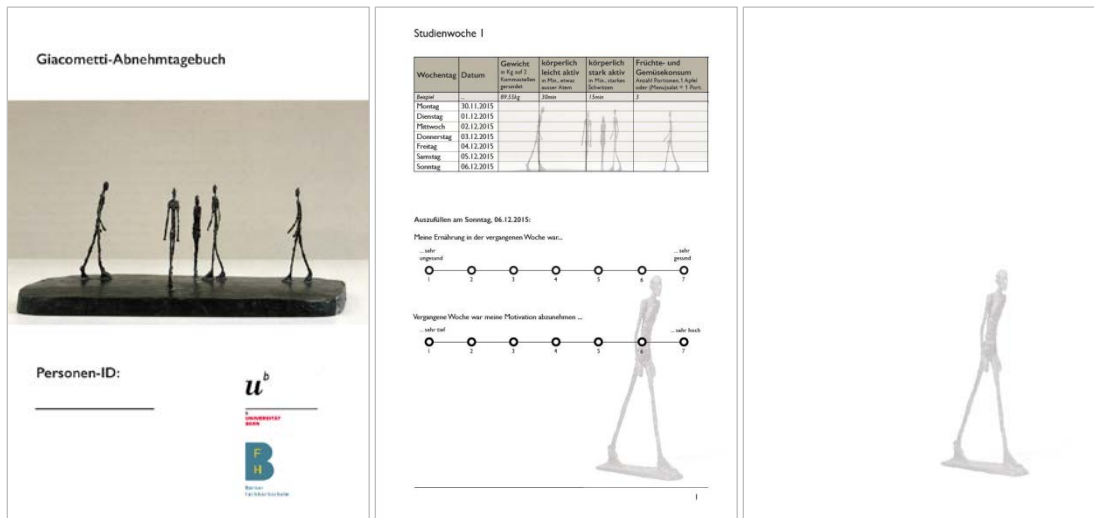 Giacometti-Abnehmtagebuch
Personen-ID:
u^b
b
UNIVERSITÄT
BERN
B
F
H
Berner
Fachhochschule
Studienwoche 1
Wochentag Datum Gewicht in Kg auf 2 Kommastellen gerundet körperlich leicht aktiv in Min., etwas ausser Atem körperlich stark aktiv in Min., starkes Schwitzen Früchte- und Gemüsekonsum Anzahl Portionen, 1 Apfel oder (Menu)salat = 1 Port.
Beispiel ... 89,55kg 30min 15min 3
Montag 30.11.2015
Dienstag 01.12.2015
Mittwoch 02.12.2015
Donnerstag 03.12.2015
Freitag 04.12.2015
Samstag 05.12.2015
Sonntag 06.12.2015
Auszufüllen am Sonntag, 06.12.2015:
Meine Ernährung in der vergangenen Woche war...
... sehr ungesund ... sehr gesund
1 2 3 4 5 6 7
Vergangene Woche war meine Motivation abzunehmen ...
... sehr tief ... sehr hoch
1 2 3 4 5 6 7
1